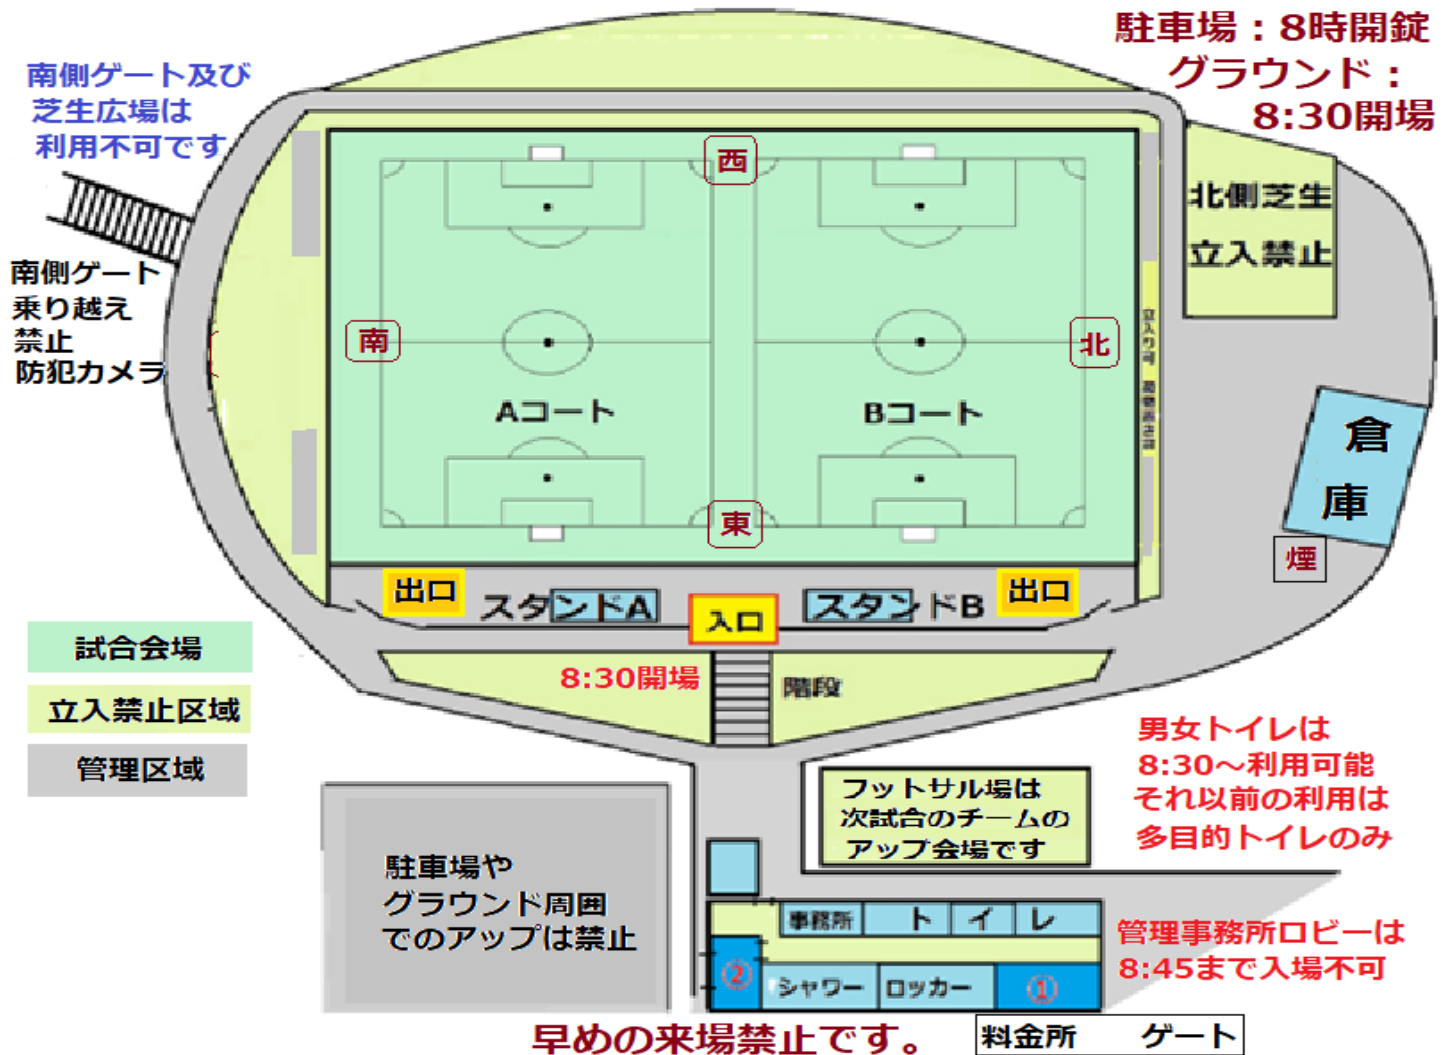 駐車場：8時開錠
グラウンド：
8:30開場
南側ゲート及び
芝生広場は
利用不可です
西
北側芝生
立入禁止
南側ゲート
乗り越え
禁止
防犯カメラ
南
北
Aコート
Bコート
倉
庫
煙
東
出口
スタンドA
入口
スタンドB
出口
試合会場
立入禁止区域
管理区域
8:30開場
階段
男女トイレは
8:30～利用可能
それ以前の利用は
多目的トイレのみ
フットサル場は
次試合のチームの
アップ会場です
駐車場や
グラウンド周囲
でのアップは禁止
事務所
トイレ
②
シャワー
ロッカー
①
管理事務所ロビーは
8:45まで入場不可
早めの来場禁止です。
料金所 ゲート